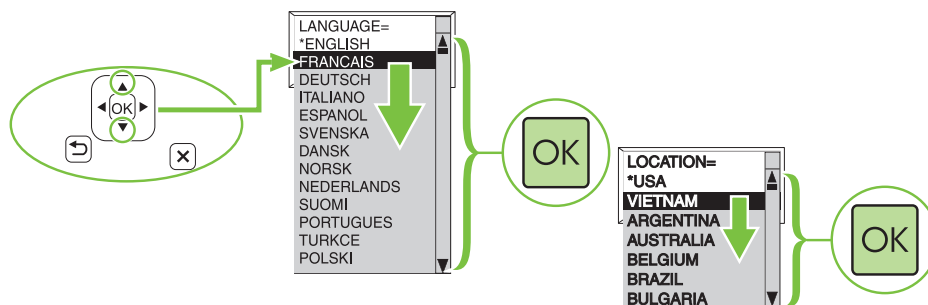 OK
LANGUAGE=
*ENGLISH
FRANCAIS
DEUTSCH
ITALIANO
ESPANOL
SVENSKA
DANSK
NORSK
NEDERLANDS
SUOMI
PORTUGUES
TURKCE
POLSKI
OK
LOCATION=
*USA
VIETNAM
ARGENTINA
AUSTRALIA
BELGIUM
BRAZIL
BULGARIA
OK